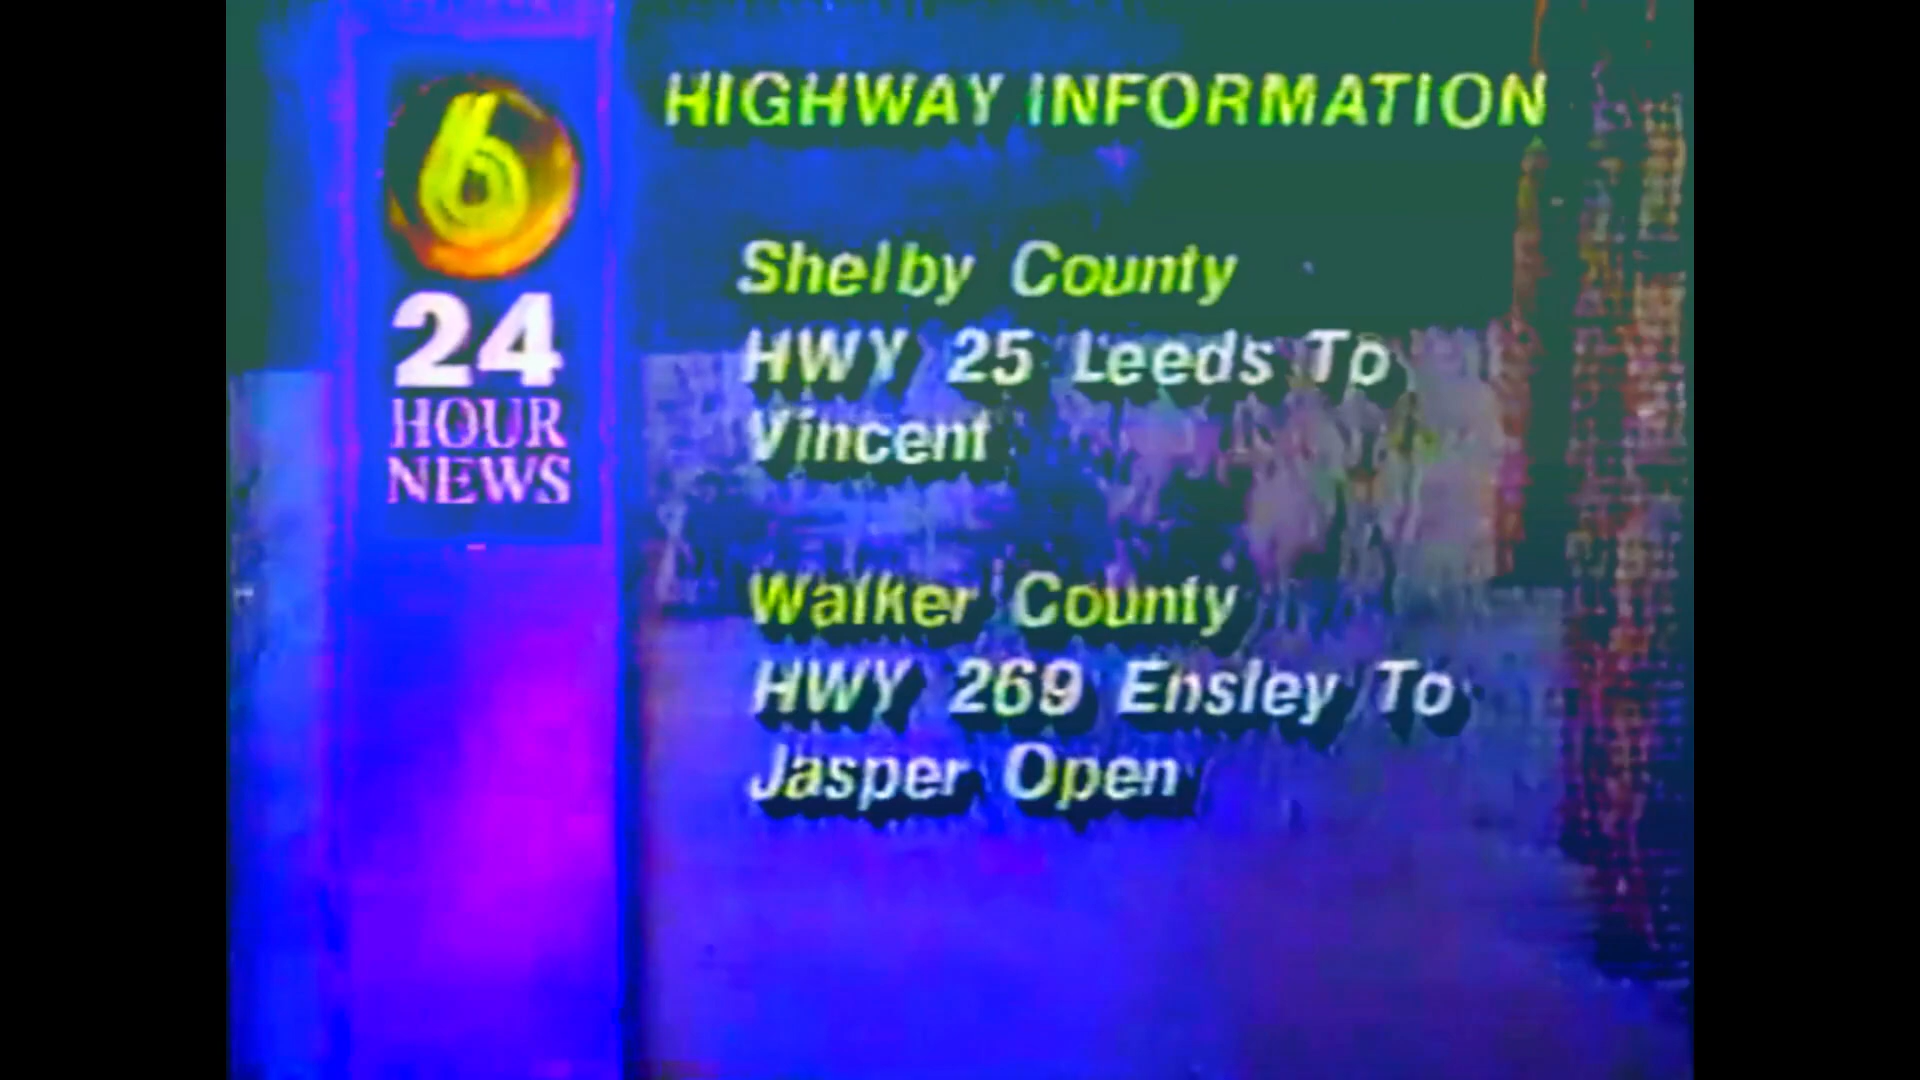 6
24
HOUR
NEWS
HIGHWAY INFORMATION
Shelby County
HWY 25 Leeds To
Vincent
Walker County
HWY 269 Ensley To
Jasper Open